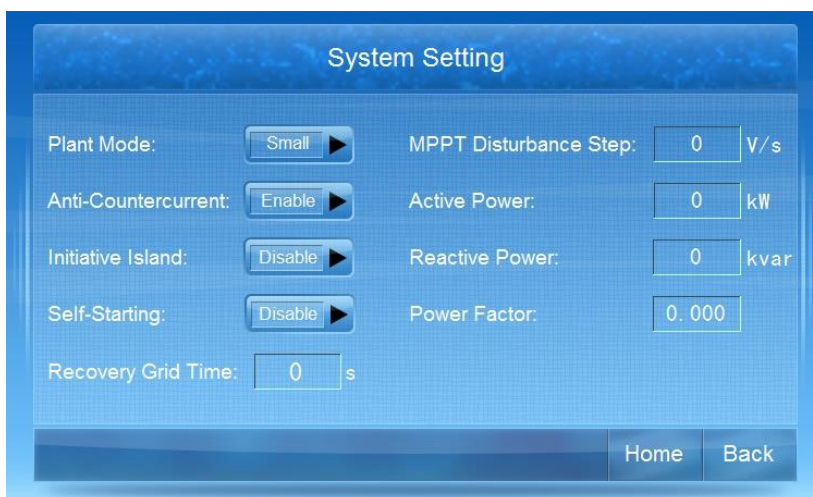 System Setting
Plant Mode: Small MPPT Disturbance Step: 0 V/s
Anti-Countercurrent: Enable Active Power: 0 kW
Initiative Island: Disable Reactive Power: 0 kvar
Self-Starting: Disable Power Factor: 0.000
Recovery Grid Time: 0 s
Home Back